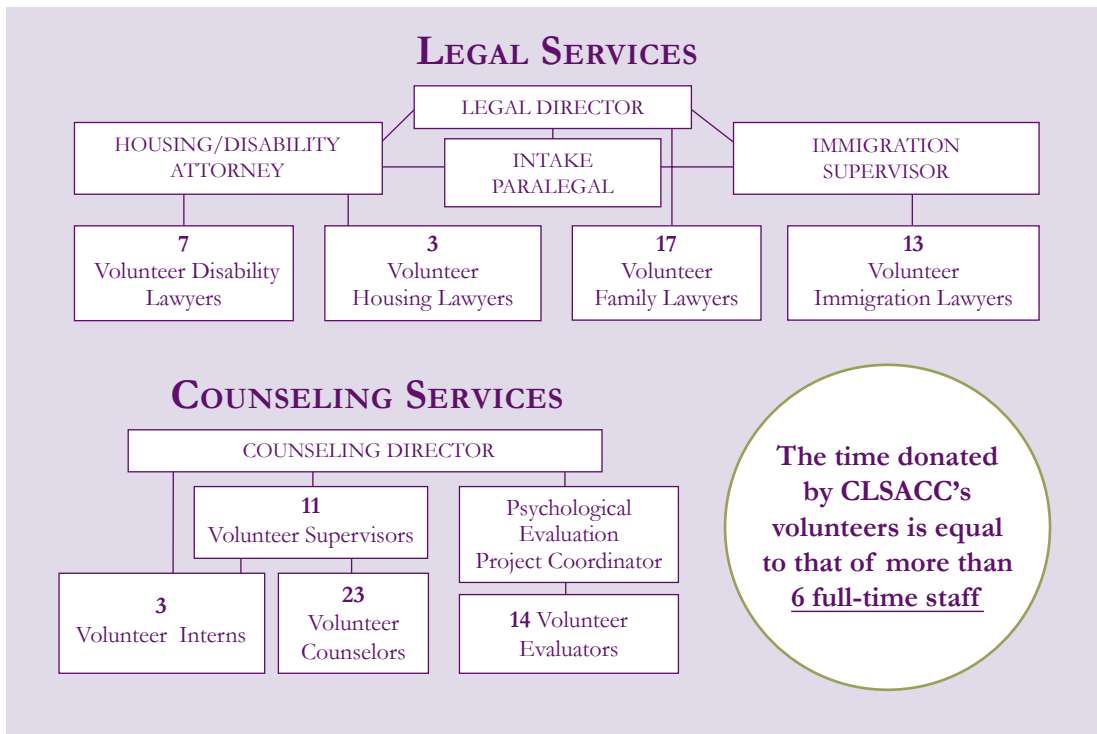 LEGAL SERVICES
LEGAL DIRECTOR
HOUSING/DISABILITY
ATTORNEY
INTAKE
PARALEGAL
IMMIGRATION
SUPERVISOR
7
Volunteer Disability
Lawyers
3
Volunteer
Housing Lawyers
17
Volunteer
Family Lawyers
13
Volunteer
Immigration Lawyers
COUNSELING SERVICES
COUNSELING DIRECTOR
11
Volunteer Supervisors
Psychological
Evaluation
Project Coordinator
3
Volunteer Interns
23
Volunteer
Counselors
14 Volunteer
Evaluators
The time donated
by CLSACC’s
volunteers is equal
to that of more than
6 full-time staff